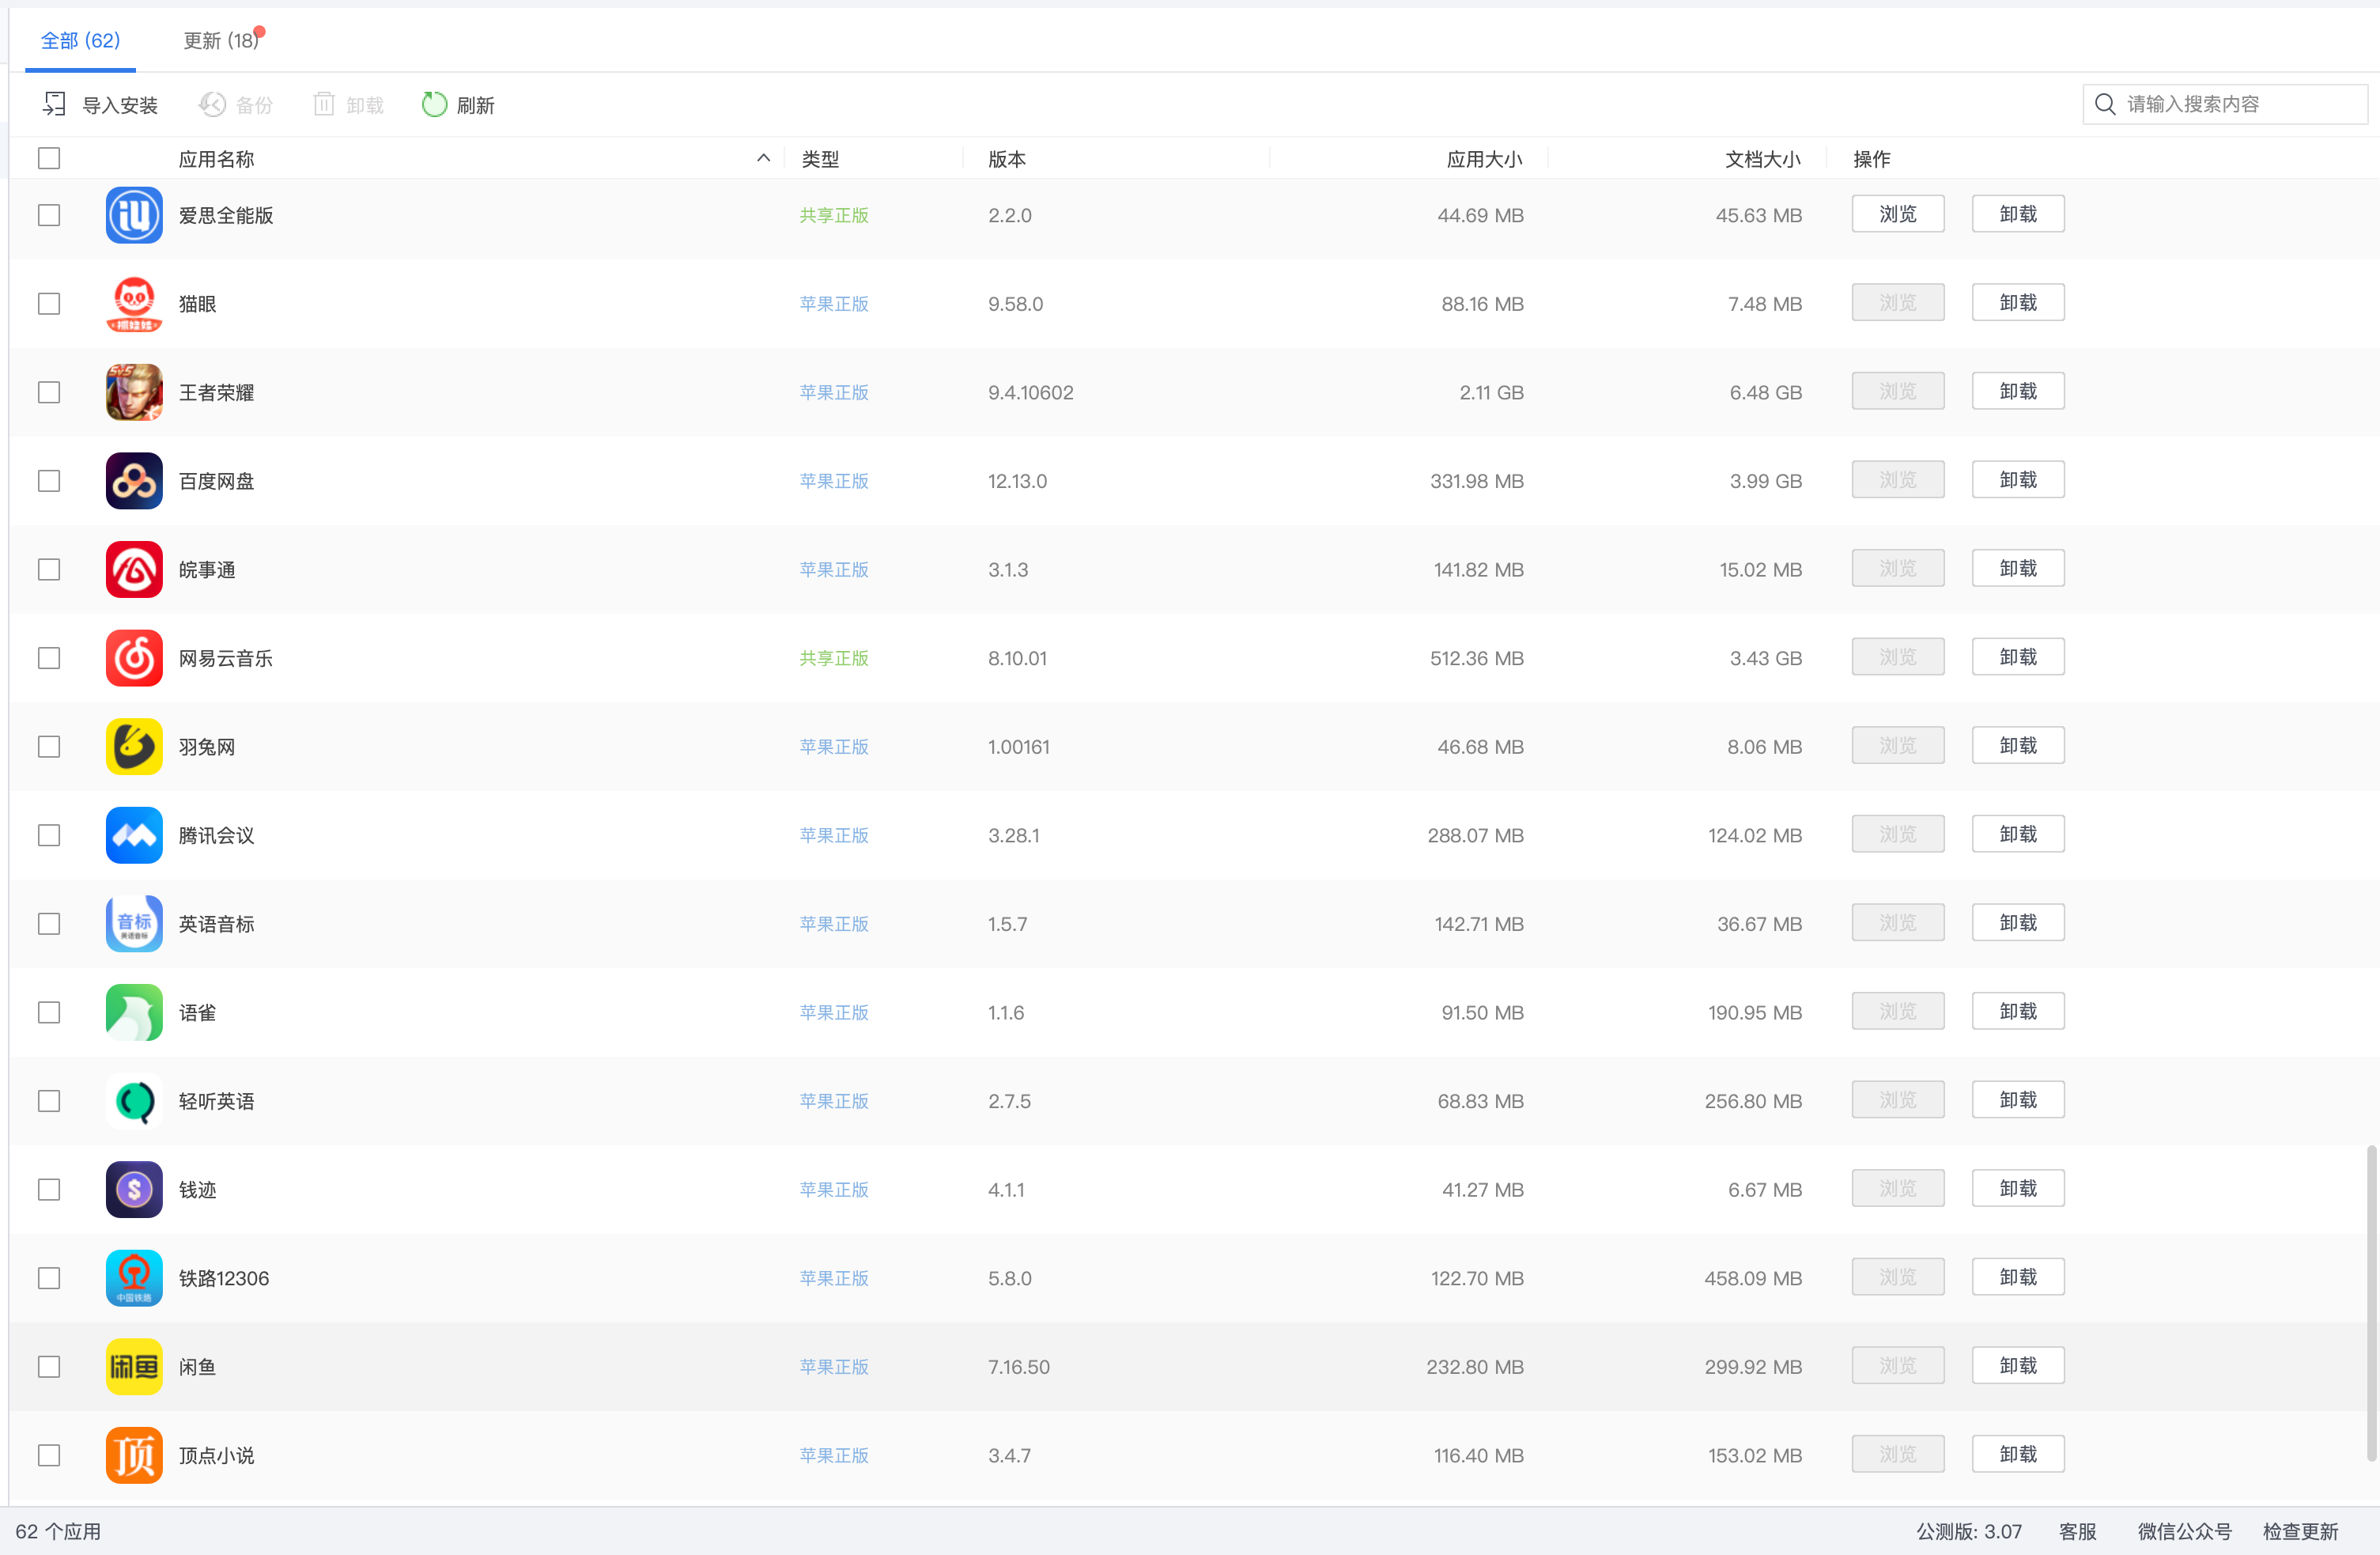 全部 (62) 更新 (18)
导入安装 备份 卸载 刷新 请输入搜索内容
应用名称 类型 版本 应用大小 文档大小 操作
爱思全能版 共享正版 2.2.0 44.69 MB 45.63 MB 浏览 卸载
抓娃娃
猫眼 苹果正版 9.58.0 88.16 MB 7.48 MB 浏览 卸载
5v5
王者荣耀 苹果正版 9.4.10602 2.11 GB 6.48 GB 浏览 卸载
百度网盘 苹果正版 12.13.0 331.98 MB 3.99 GB 浏览 卸载
皖事通 苹果正版 3.1.3 141.82 MB 15.02 MB 浏览 卸载
网易云音乐 共享正版 8.10.01 512.36 MB 3.43 GB 浏览 卸载
羽兔网 苹果正版 1.00161 46.68 MB 8.06 MB 浏览 卸载
腾讯会议 苹果正版 3.28.1 288.07 MB 124.02 MB 浏览 卸载
音标
英语音标
英语音标 苹果正版 1.5.7 142.71 MB 36.67 MB 浏览 卸载
语雀 苹果正版 1.1.6 91.50 MB 190.95 MB 浏览 卸载
轻听英语 苹果正版 2.7.5 68.83 MB 256.80 MB 浏览 卸载
钱迹 苹果正版 4.1.1 41.27 MB 6.67 MB 浏览 卸载
中国铁路
铁路12306 苹果正版 5.8.0 122.70 MB 458.09 MB 浏览 卸载
闲鱼 闲鱼 苹果正版 7.16.50 232.80 MB 299.92 MB 浏览 卸载
顶 顶点小说 苹果正版 3.4.7 116.40 MB 153.02 MB 浏览 卸载
62 个应用 公测版: 3.07 客服 微信公众号 检查更新